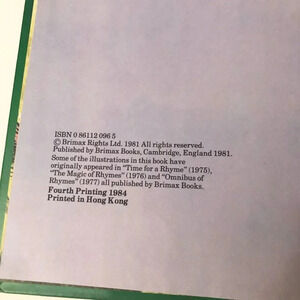 ISBN 0 86112 096 5
© Brimax Rights Ltd. 1981 All rights reserved.
Published by Brimax Books, Cambridge, England 1981.
Some of the illustrations in this book have
originally appeared in "Time for a Rhyme" (1975),
"The Magic of Rhymes" (1976) and "Omnibus of
Rhymes" (1977) all published by Brimax Books.
Fourth Printing 1984
Printed in Hong Kong